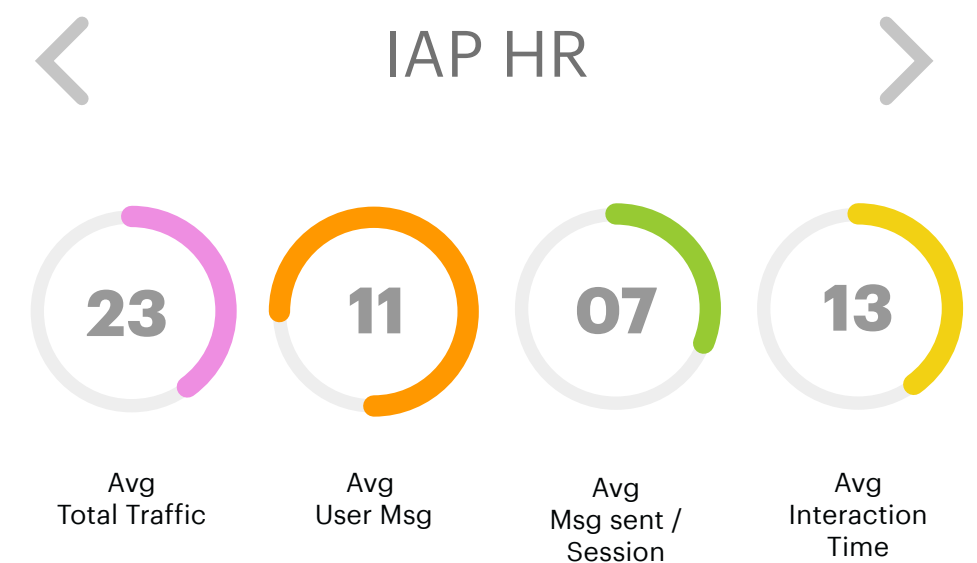 IAP HR
23
11
07
13
Avg
Total Traffic
Avg
User Msg
Avg
Msg sent /
Session
Avg
Interaction
Time